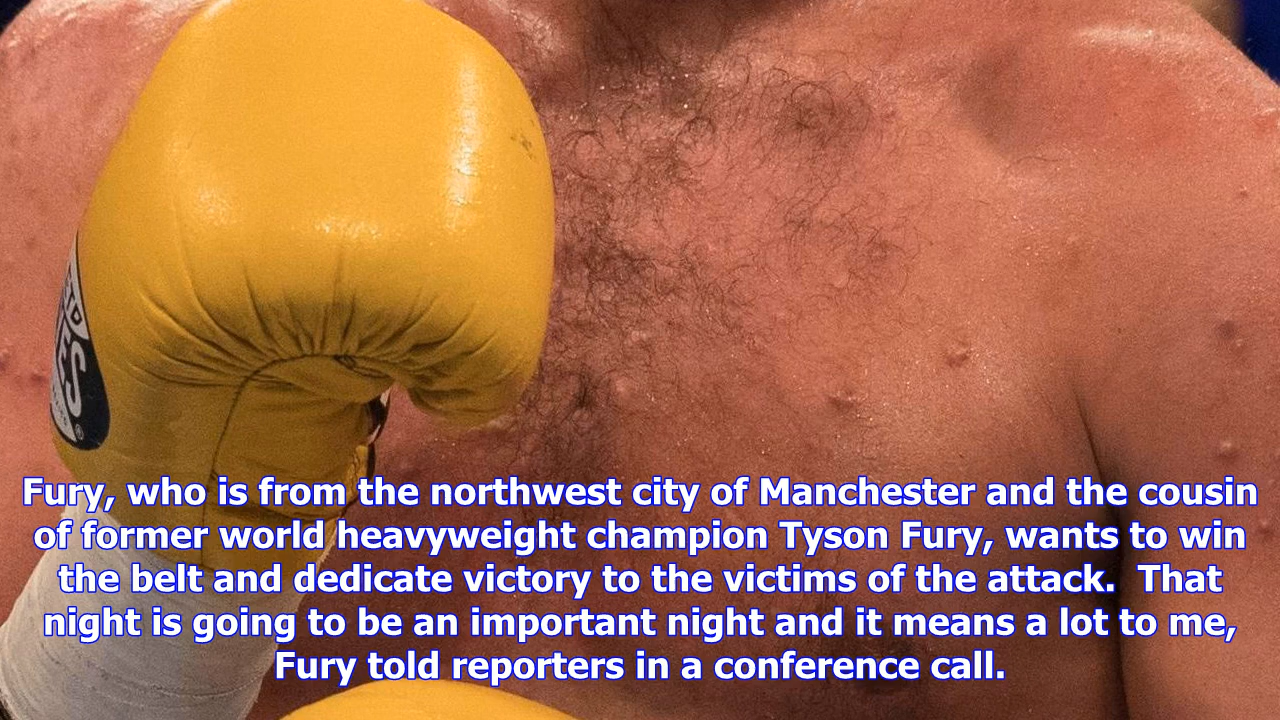 Fury, who is from the northwest city of Manchester and the cousin
of former world heavyweight champion Tyson Fury, wants to win
the belt and dedicate victory to the victims of the attack.  That
night is going to be an important night and it means a lot to me,
Fury told reporters in a conference call.